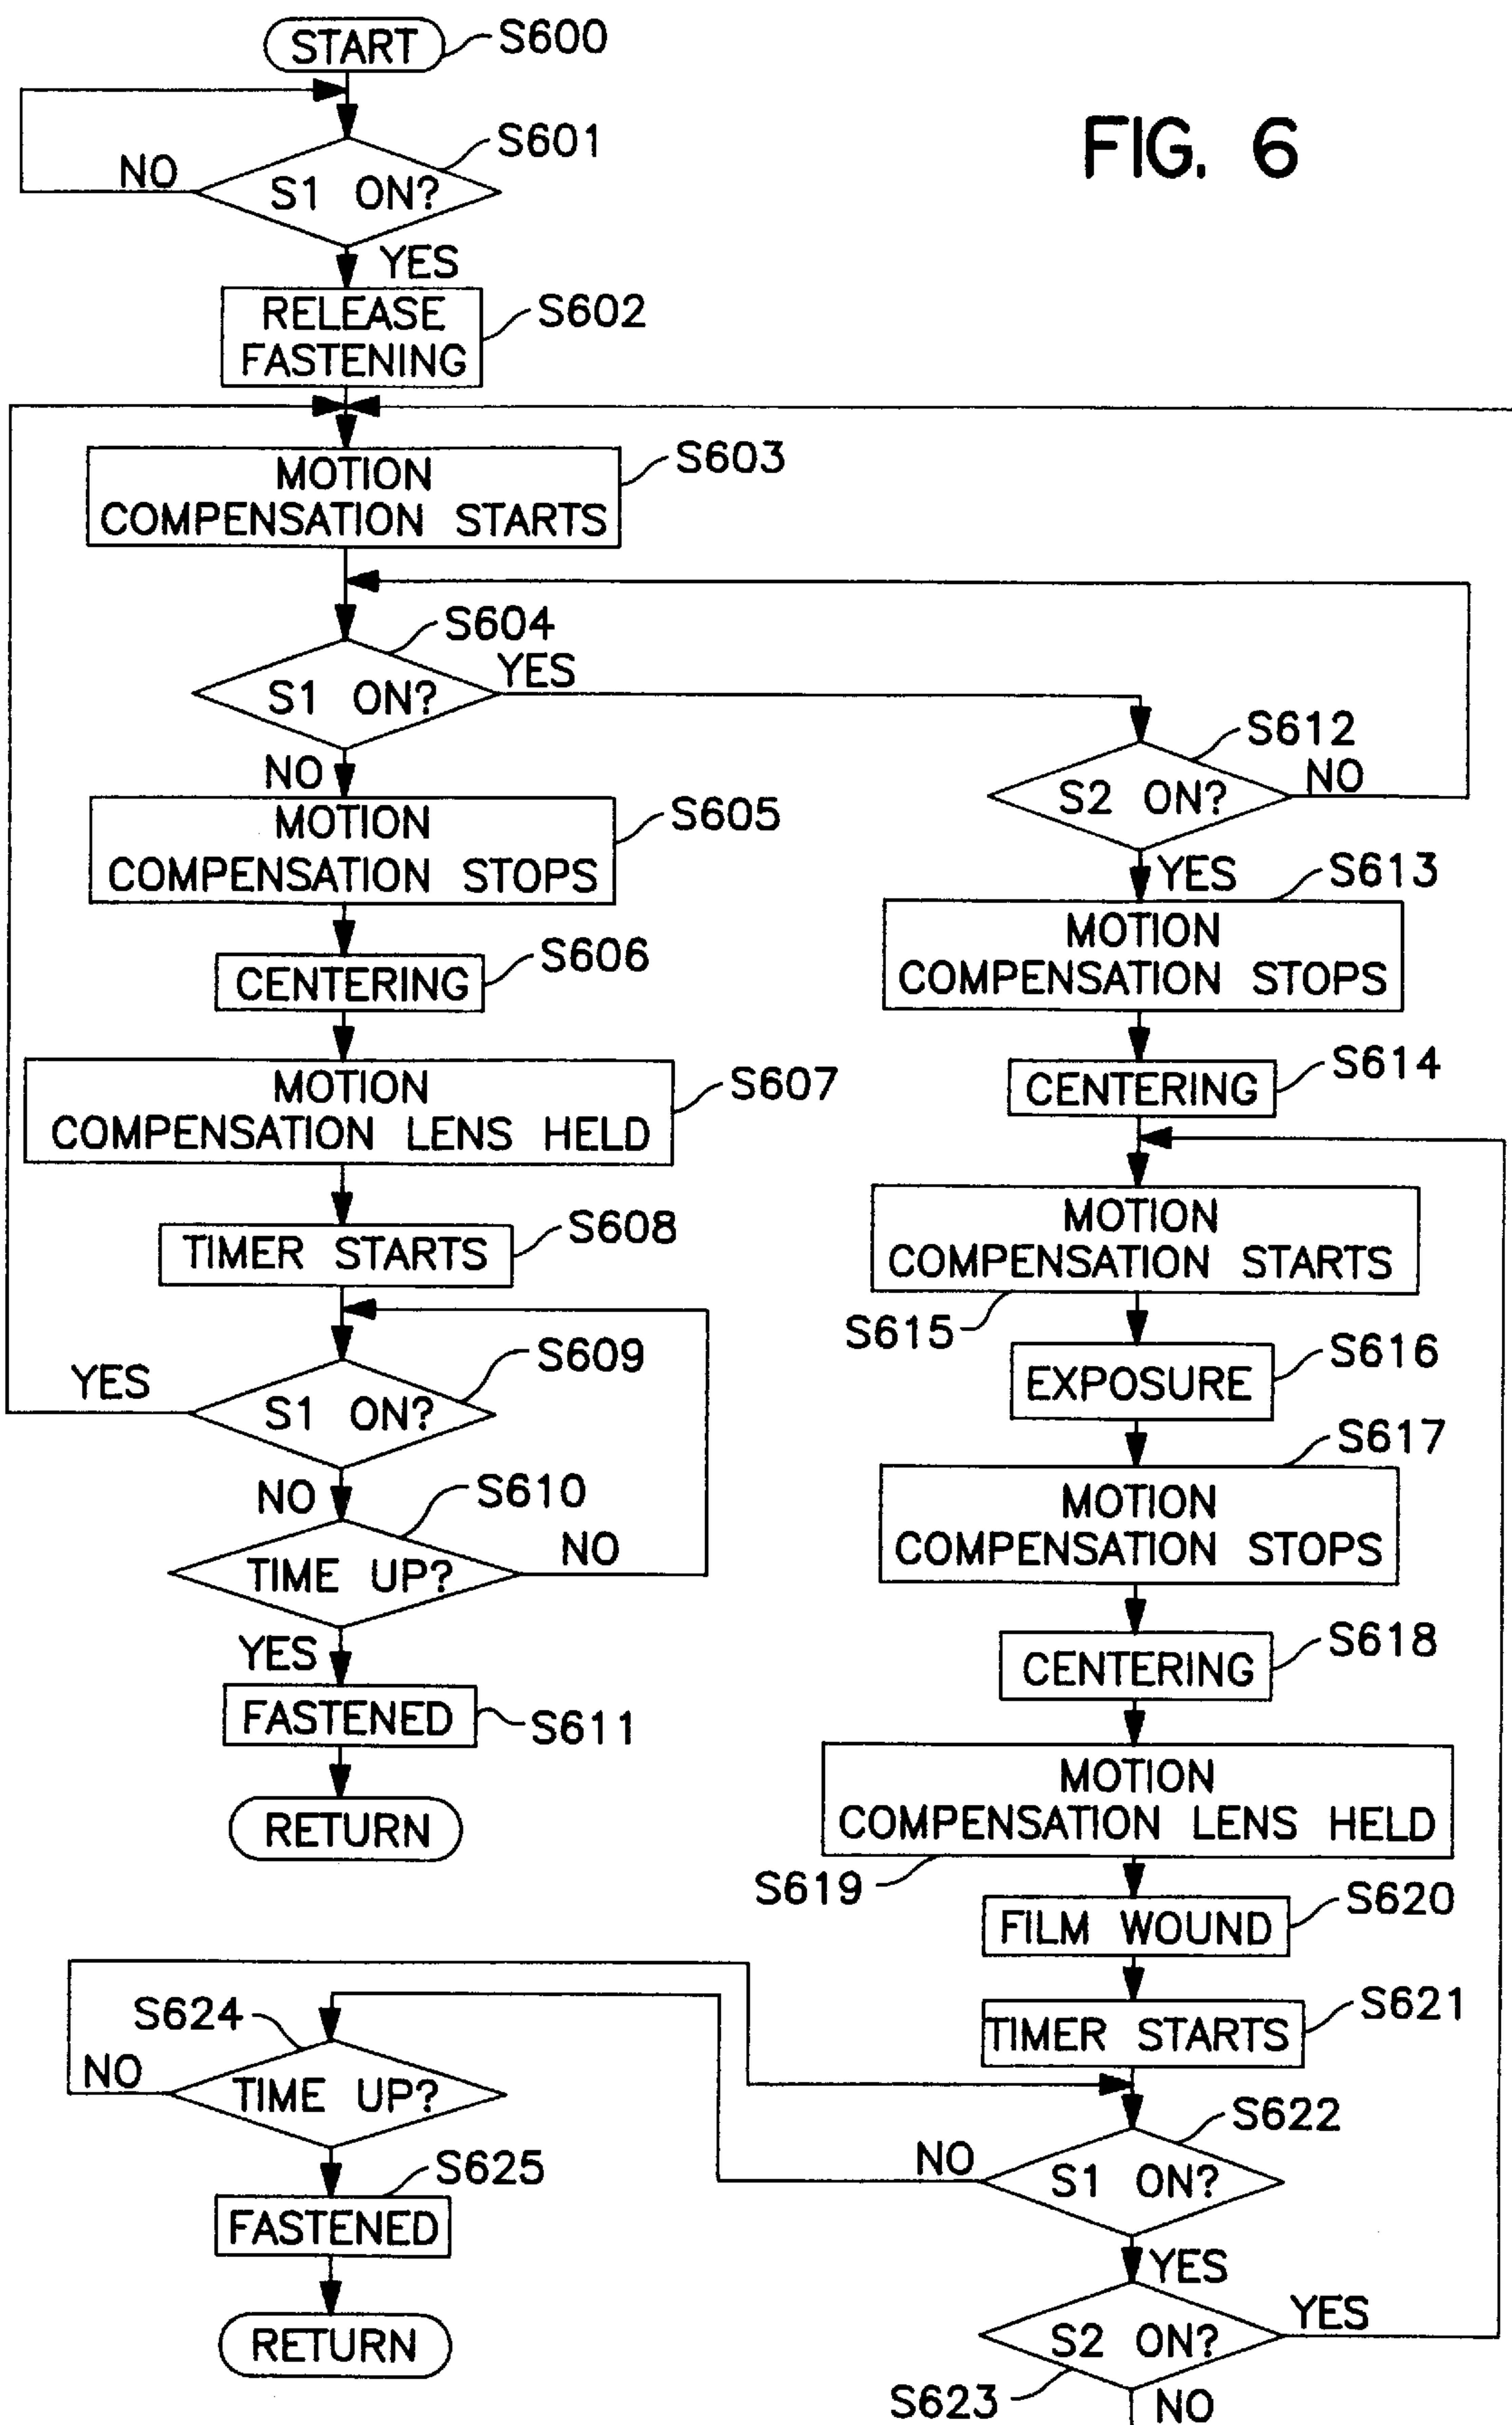 START
S600
FIG. 6
S601
NO
S1 ON?
YES
RELEASE
FASTENING
S602
MOTION
COMPENSATION STARTS
S603
S604
S1 ON?
YES
S612
S2 ON?
NO
NO
MOTION
COMPENSATION STOPS
S605
YES
S613
MOTION
COMPENSATION STOPS
CENTERING
S606
CENTERING
S614
MOTION
COMPENSATION LENS HELD
S607
MOTION
COMPENSATION STARTS
S615
TIMER STARTS
S608
EXPOSURE
S616
YES
S1 ON?
S609
S617
MOTION
COMPENSATION STOPS
NO
S610
TIME UP?
NO
CENTERING
S618
YES
FASTENED
S611
MOTION
COMPENSATION LENS HELD
S619
RETURN
FILM WOUND
S620
TIMER STARTS
S621
S624
NO
TIME UP?
S622
NO
S1 ON?
S625
FASTENED
YES
S2 ON?
YES
RETURN
S623
NO